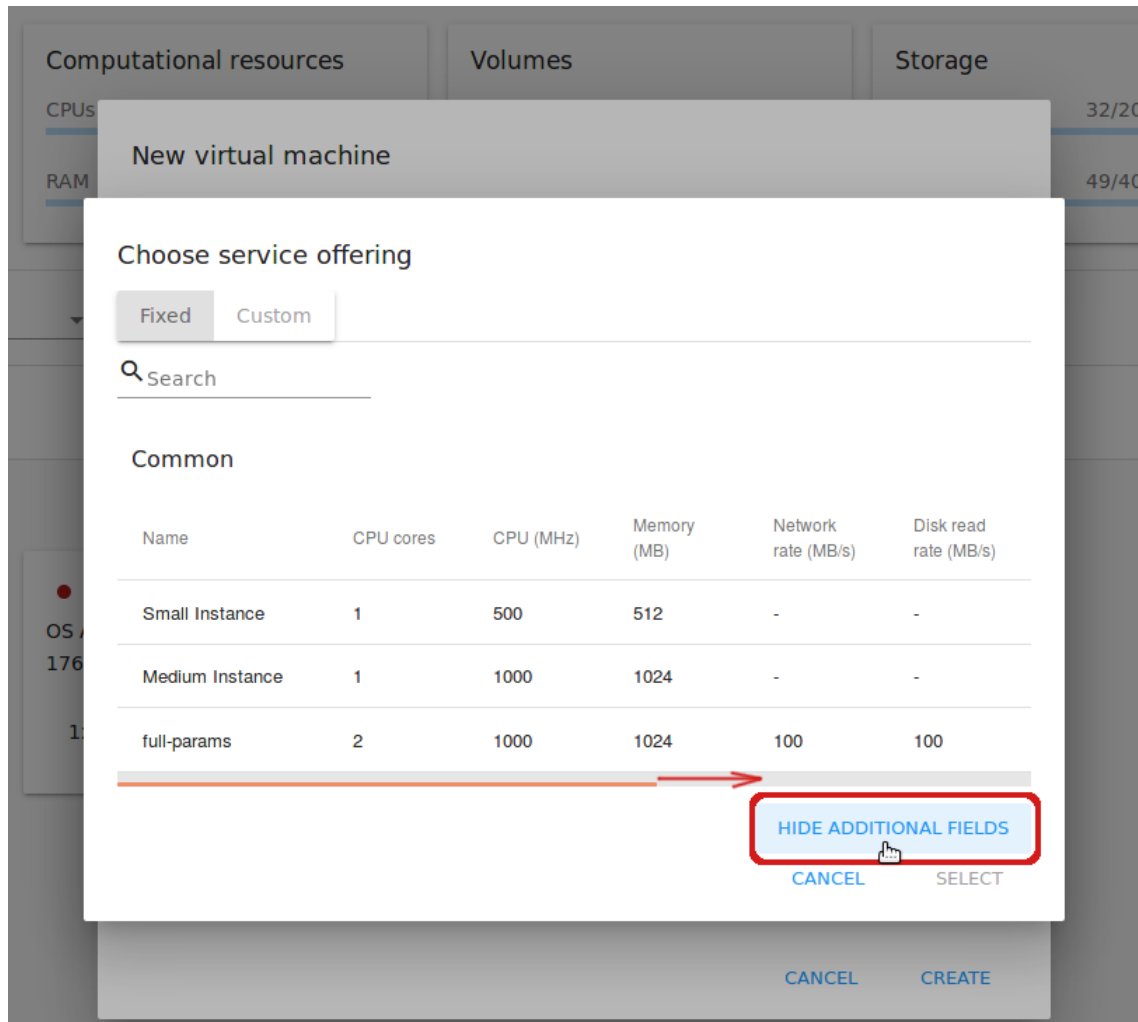 Computational resources Volumes Storage
CPUs 32/20
New virtual machine
RAM 49/40
Choose service offering
Fixed Custom
Search
Common
Name CPU cores CPU (MHz) Memory (MB) Network rate (MB/s) Disk read rate (MB/s)
Small Instance 1 500 512 - -
OS
176
Medium Instance 1 1000 1024 - -
1:
full-params 2 1000 1024 100 100
HIDE ADDITIONAL FIELDS
CANCEL SELECT
CANCEL CREATE